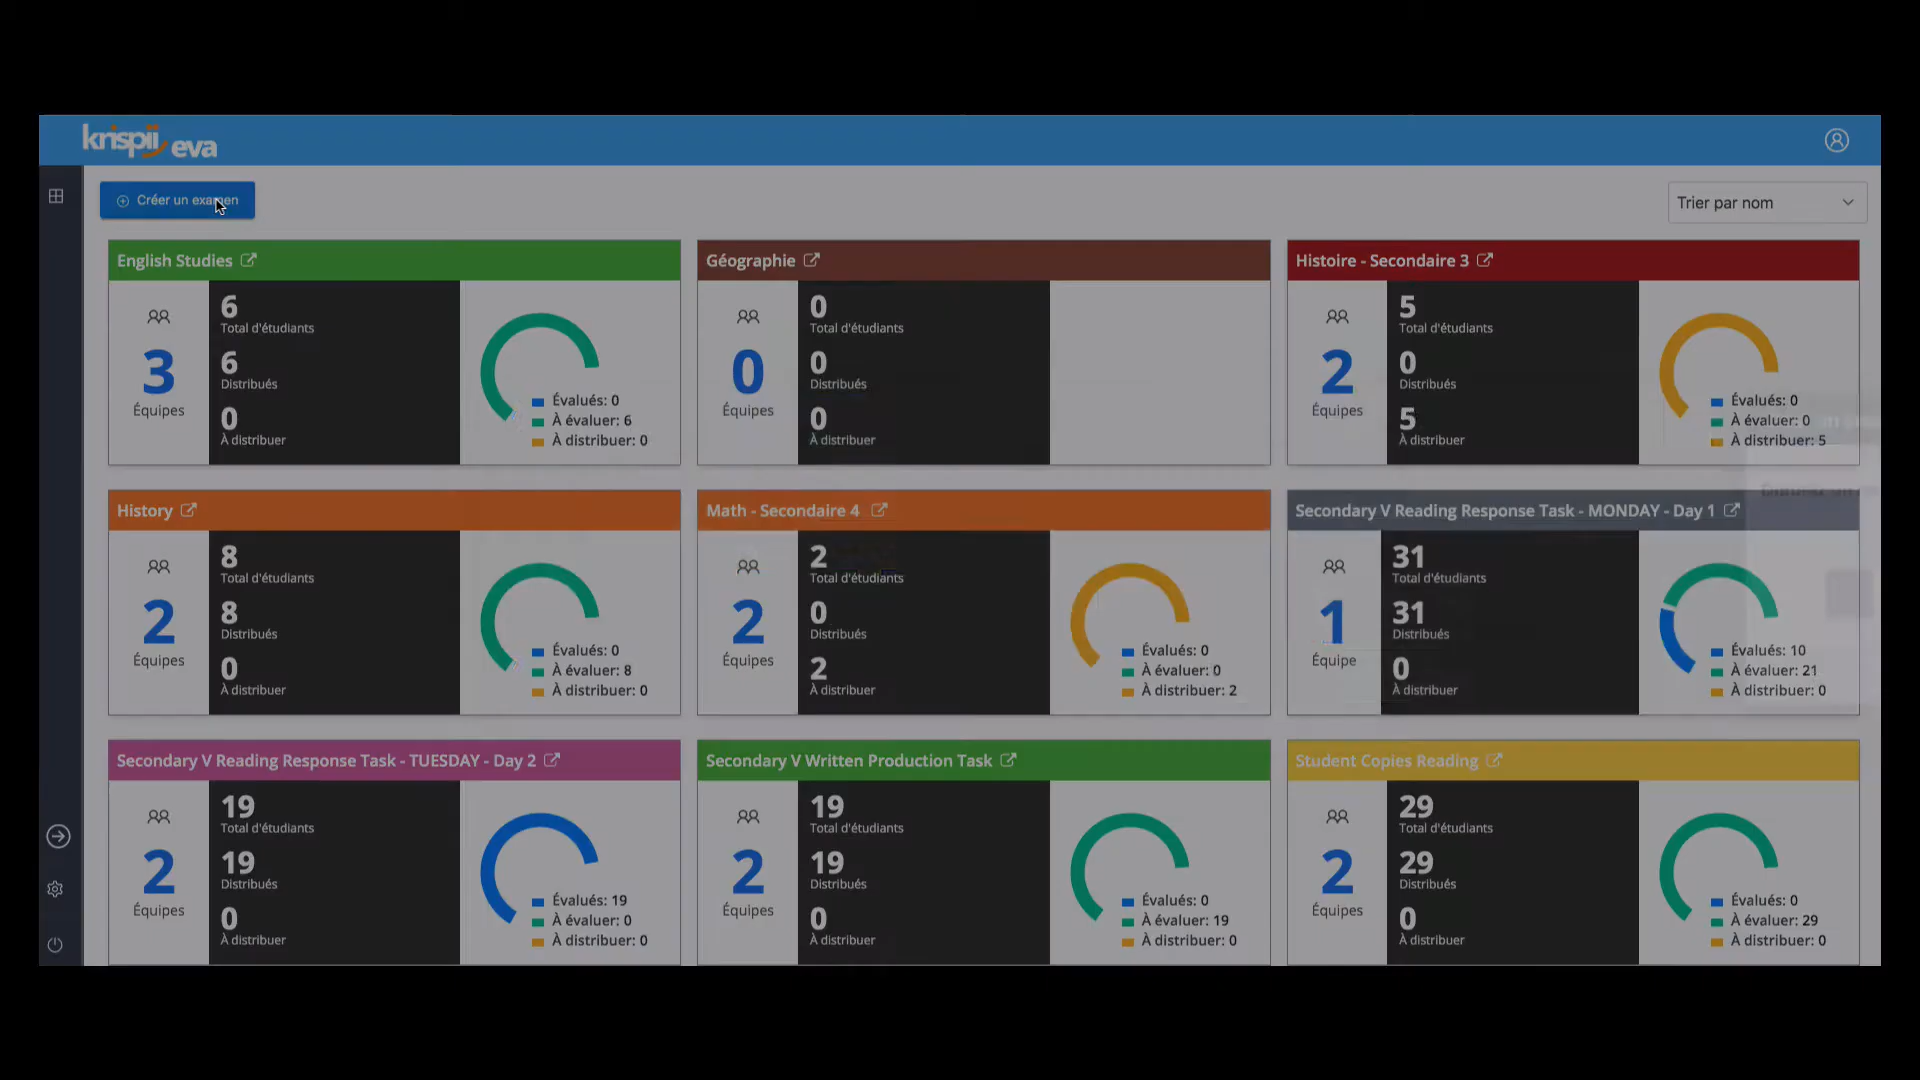 krispii eva
Créer un examen
Trier par nom
English Studies
3
Équipes
6
Total d'étudiants
6
Distribués
0
À distribuer
Évalués: 0
À évaluer: 6
À distribuer: 0
Géographie
0
Équipes
0
Total d'étudiants
0
Distribués
0
À distribuer
Histoire - Secondaire 3
2
Équipes
5
Total d'étudiants
0
Distribués
5
À distribuer
Évalués: 0
À évaluer: 0
À distribuer: 5
History
2
Équipes
8
Total d'étudiants
8
Distribués
0
À distribuer
Évalués: 0
À évaluer: 8
À distribuer: 0
Math - Secondaire 4
2
Équipes
2
Total d'étudiants
0
Distribués
2
À distribuer
Évalués: 0
À évaluer: 0
À distribuer: 2
Secondary V Reading Response Task - MONDAY - Day 1
1
Équipe
31
Total d'étudiants
31
Distribués
0
À distribuer
Évalués: 10
À évaluer: 21
À distribuer: 0
Secondary V Reading Response Task - TUESDAY - Day 2
2
Équipes
19
Total d'étudiants
19
Distribués
0
À distribuer
Évalués: 19
À évaluer: 0
À distribuer: 0
Secondary V Written Production Task
2
Équipes
19
Total d'étudiants
19
Distribués
0
À distribuer
Évalués: 0
À évaluer: 19
À distribuer: 0
Student Copies Reading
2
Équipes
29
Total d'étudiants
29
Distribués
0
À distribuer
Évalués: 0
À évaluer: 29
À distribuer: 0